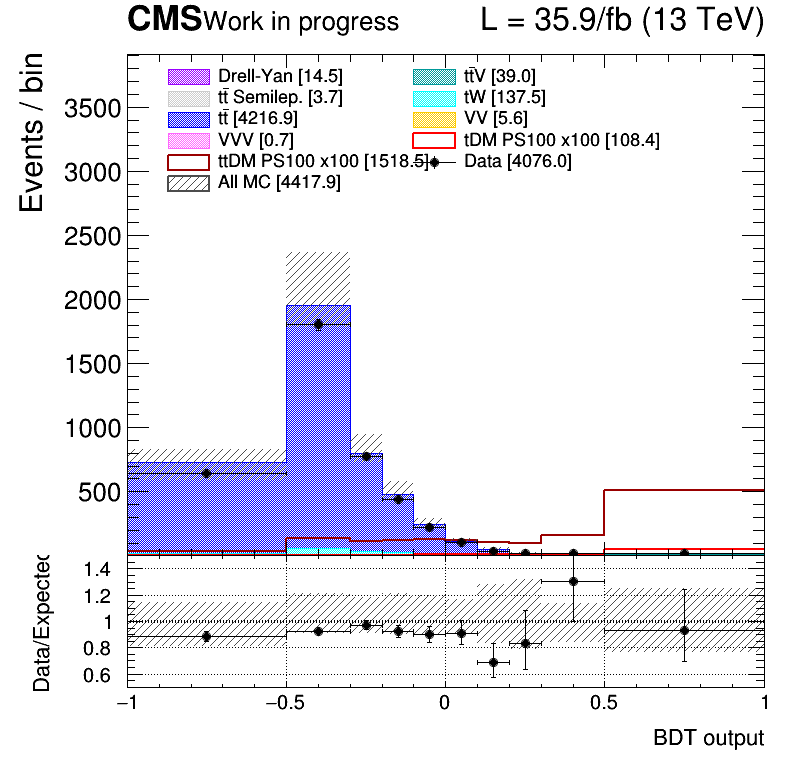 CMS Work in progress L = 35.9/fb (13 TeV)
Events / bin
Drell-Yan [14.5] tt̄V [39.0]
tt̄ Semilep. [3.7] tW [137.5]
tt̄ [4216.9] VV [5.6]
VVV [0.7] tDM PS100 x100 [108.4]
ttDM PS100 x100 [1518.5] Data [4076.0]
All MC [4417.9]
3500
3000
2500
2000
1500
1000
500
Data/Expected
1.4
1.2
1
0.8
0.6
−1 −0.5 0 0.5 1
BDT output